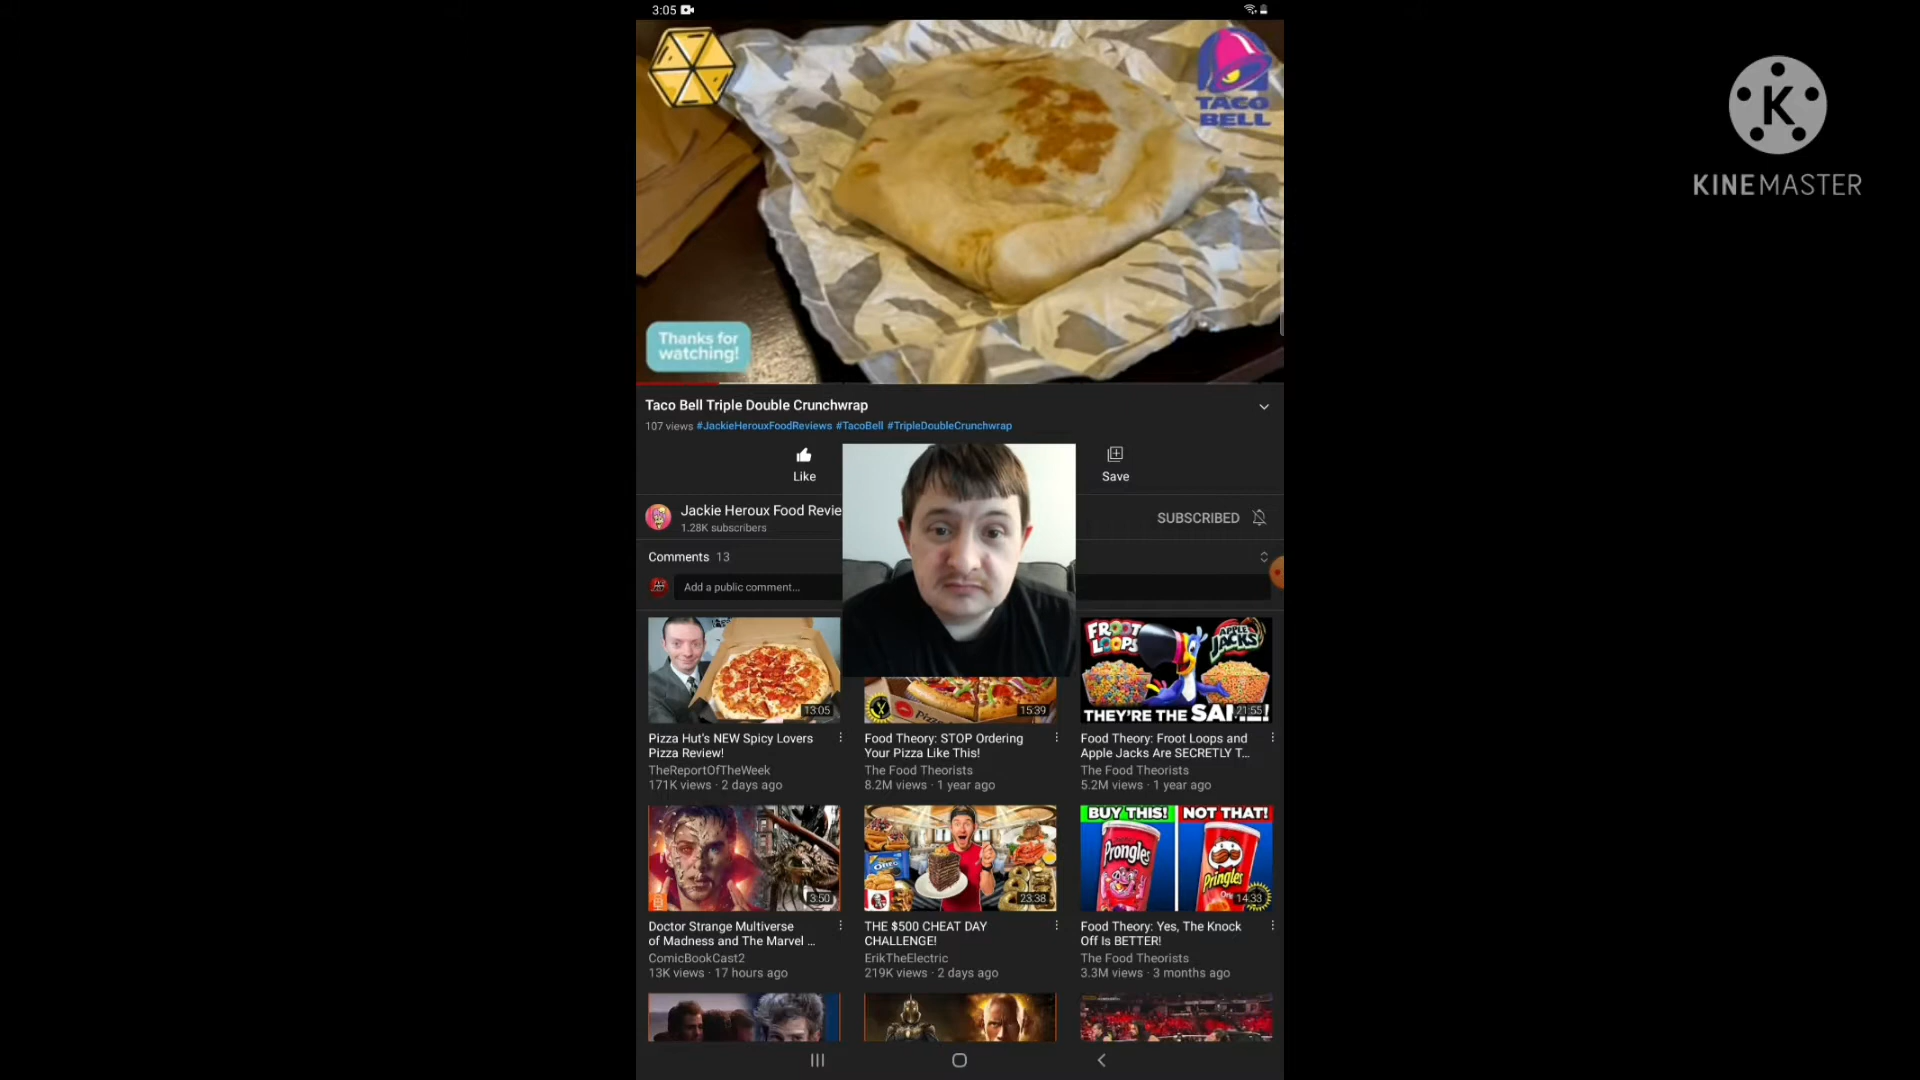 3:05
TACO
BELL
KINEMASTER
Thanks for
watching!
Taco Bell Triple Double Crunchwrap
107 views #JackieHerouxFoodReviews #TacoBell #TripleDoubleCrunchwrap
Like
Save
Jackie Heroux Food Revie
1.28K subscribers
SUBSCRIBED
Comments 13
Add a public comment...
13:05
15:39
FROOT
LOOPS
APPLE
JACKS
THEY'RE THE
21:55
Pizza Hut's NEW Spicy Lovers
Pizza Review!
TheReportOfTheWeek
171K views · 2 days ago
Food Theory: STOP Ordering
Your Pizza Like This!
The Food Theorists
8.2M views · 1 year ago
Food Theory: Froot Loops and
Apple Jacks Are SECRETLY T...
The Food Theorists
5.2M views · 1 year ago
3:50
OREO
KFC
23:38
BUY THIS!
NOT THAT!
Prongles
Pringles
14:33
Doctor Strange Multiverse
of Madness and The Marvel ...
ComicBookCast2
13K views · 17 hours ago
THE $500 CHEAT DAY
CHALLENGE!
ErikTheElectric
219K views · 2 days ago
Food Theory: Yes, The Knock
Off Is BETTER!
The Food Theorists
3.3M views · 3 months ago